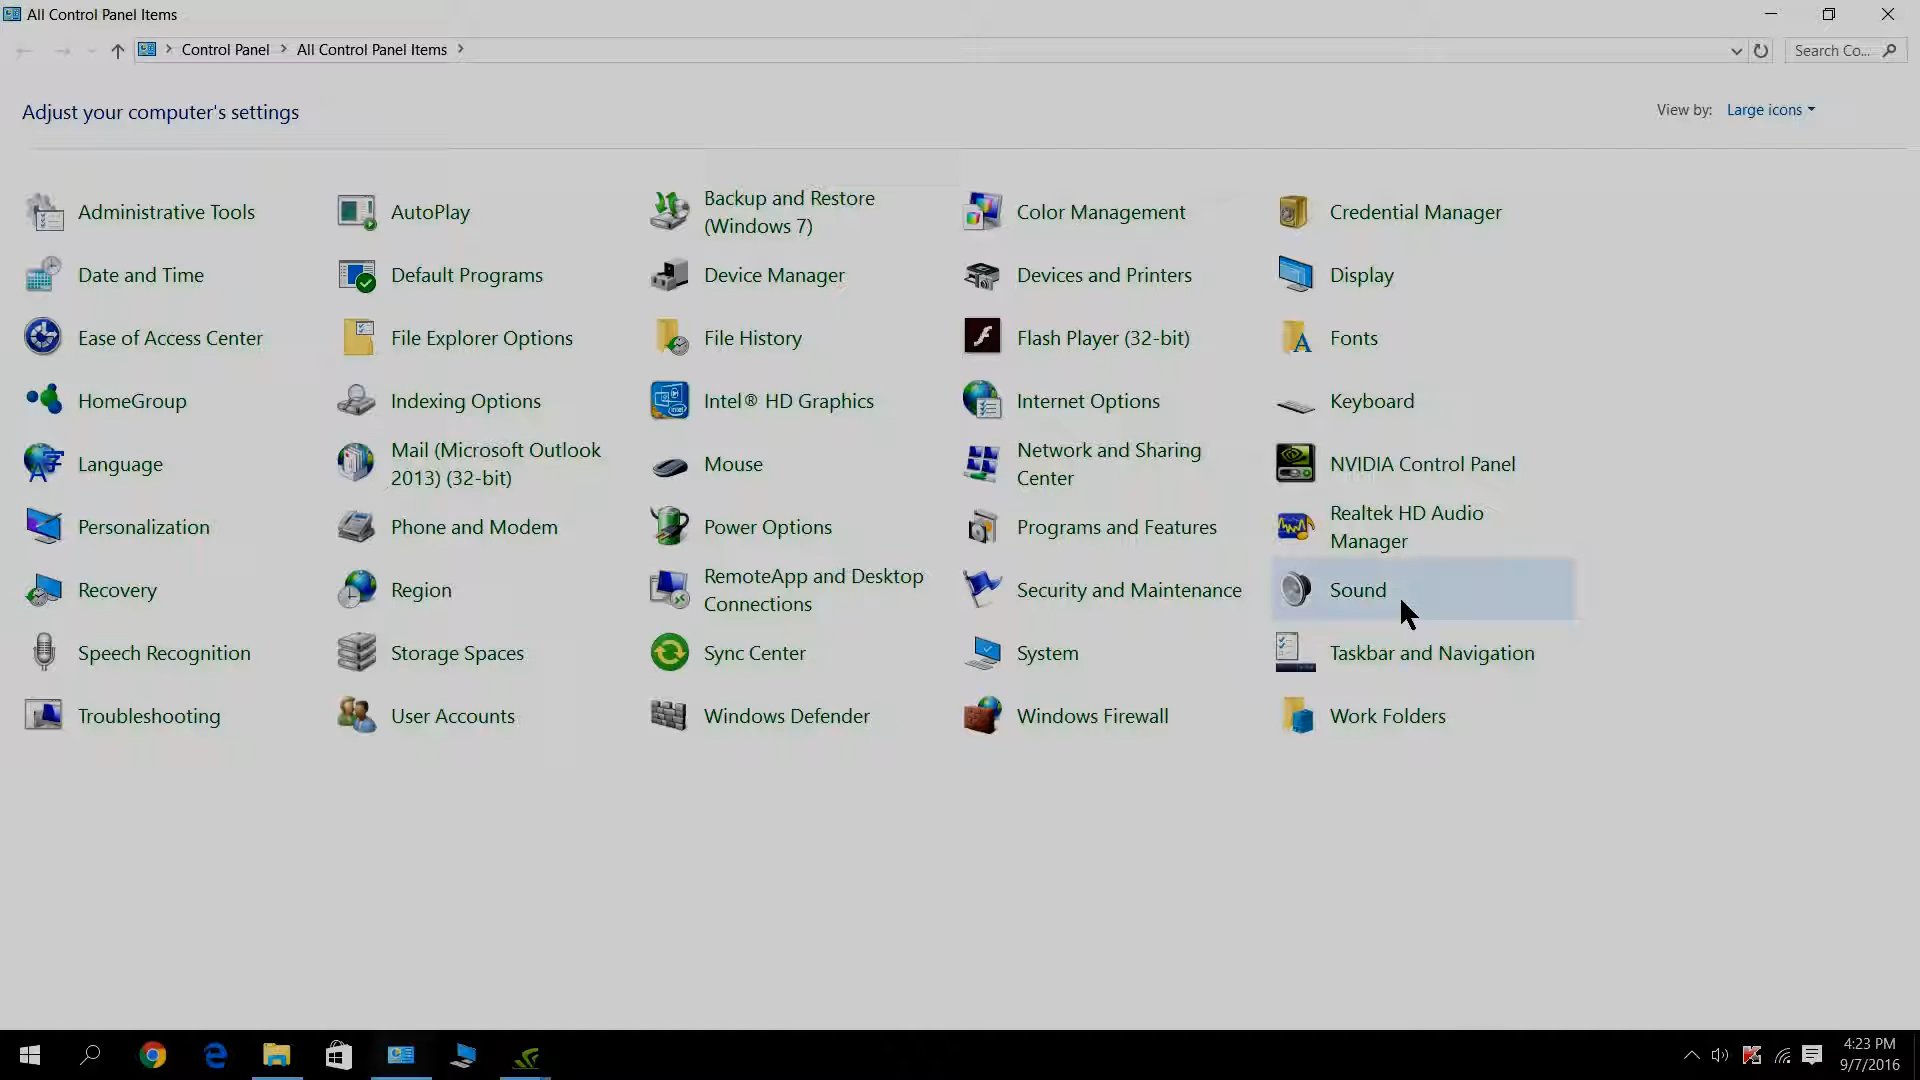 All Control Panel Items
Control Panel > All Control Panel Items >
Search Co...
Adjust your computer's settings
View by: Large icons
Administrative Tools
AutoPlay
Backup and Restore
(Windows 7)
Color Management
Credential Manager
Date and Time
Default Programs
Device Manager
Devices and Printers
Display
Ease of Access Center
File Explorer Options
File History
Flash Player (32-bit)
Fonts
HomeGroup
Indexing Options
Intel® HD Graphics
Internet Options
Keyboard
Language
Mail (Microsoft Outlook
2013) (32-bit)
Mouse
Network and Sharing
Center
NVIDIA Control Panel
Personalization
Phone and Modem
Power Options
Programs and Features
Realtek HD Audio
Manager
Recovery
Region
RemoteApp and Desktop
Connections
Security and Maintenance
Sound
Speech Recognition
Storage Spaces
Sync Center
System
Taskbar and Navigation
Troubleshooting
User Accounts
Windows Defender
Windows Firewall
Work Folders
4:23 PM
9/7/2016